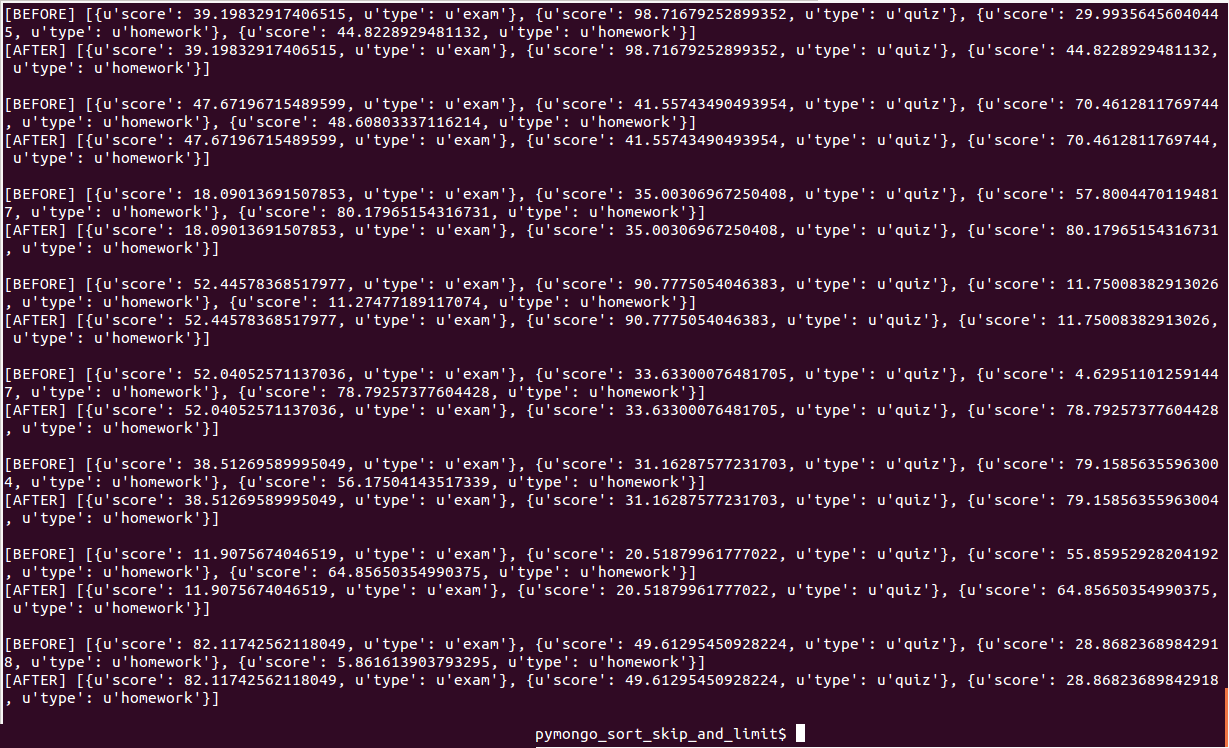 [BEFORE] [{u'score': 39.19832917406515, u'type': u'exam'}, {u'score': 98.71679252899352, u'type': u'quiz'}, {u'score': 29.9935645604044
5, u'type': u'homework'}, {u'score': 44.8228929481132, u'type': u'homework'}]
[AFTER] [{u'score': 39.19832917406515, u'type': u'exam'}, {u'score': 98.71679252899352, u'type': u'quiz'}, {u'score': 44.8228929481132,
 u'type': u'homework'}]
[BEFORE] [{u'score': 47.67196715489599, u'type': u'exam'}, {u'score': 41.55743490493954, u'type': u'quiz'}, {u'score': 70.4612811769744
, u'type': u'homework'}, {u'score': 48.60803337116214, u'type': u'homework'}]
[AFTER] [{u'score': 47.67196715489599, u'type': u'exam'}, {u'score': 41.55743490493954, u'type': u'quiz'}, {u'score': 70.4612811769744,
 u'type': u'homework'}]
[BEFORE] [{u'score': 18.09013691507853, u'type': u'exam'}, {u'score': 35.00306967250408, u'type': u'quiz'}, {u'score': 57.8004470119481
7, u'type': u'homework'}, {u'score': 80.17965154316731, u'type': u'homework'}]
[AFTER] [{u'score': 18.09013691507853, u'type': u'exam'}, {u'score': 35.00306967250408, u'type': u'quiz'}, {u'score': 80.17965154316731
, u'type': u'homework'}]
[BEFORE] [{u'score': 52.44578368517977, u'type': u'exam'}, {u'score': 90.7775054046383, u'type': u'quiz'}, {u'score': 11.75008382913026
, u'type': u'homework'}, {u'score': 11.27477189117074, u'type': u'homework'}]
[AFTER] [{u'score': 52.44578368517977, u'type': u'exam'}, {u'score': 90.7775054046383, u'type': u'quiz'}, {u'score': 11.75008382913026,
 u'type': u'homework'}]
[BEFORE] [{u'score': 52.04052571137036, u'type': u'exam'}, {u'score': 33.63300076481705, u'type': u'quiz'}, {u'score': 4.62951101259144
7, u'type': u'homework'}, {u'score': 78.79257377604428, u'type': u'homework'}]
[AFTER] [{u'score': 52.04052571137036, u'type': u'exam'}, {u'score': 33.63300076481705, u'type': u'quiz'}, {u'score': 78.79257377604428
, u'type': u'homework'}]
[BEFORE] [{u'score': 38.51269589995049, u'type': u'exam'}, {u'score': 31.16287577231703, u'type': u'quiz'}, {u'score': 79.1585635596300
4, u'type': u'homework'}, {u'score': 56.17504143517339, u'type': u'homework'}]
[AFTER] [{u'score': 38.51269589995049, u'type': u'exam'}, {u'score': 31.16287577231703, u'type': u'quiz'}, {u'score': 79.15856355963004
, u'type': u'homework'}]
[BEFORE] [{u'score': 11.9075674046519, u'type': u'exam'}, {u'score': 20.51879961777022, u'type': u'quiz'}, {u'score': 55.85952928204192
, u'type': u'homework'}, {u'score': 64.85650354990375, u'type': u'homework'}]
[AFTER] [{u'score': 11.9075674046519, u'type': u'exam'}, {u'score': 20.51879961777022, u'type': u'quiz'}, {u'score': 64.85650354990375,
 u'type': u'homework'}]
[BEFORE] [{u'score': 82.11742562118049, u'type': u'exam'}, {u'score': 49.61295450928224, u'type': u'quiz'}, {u'score': 28.8682368984291
8, u'type': u'homework'}, {u'score': 5.861613903793295, u'type': u'homework'}]
[AFTER] [{u'score': 82.11742562118049, u'type': u'exam'}, {u'score': 49.61295450928224, u'type': u'quiz'}, {u'score': 28.86823689842918
, u'type': u'homework'}]
pymongo_sort_skip_and_limit$